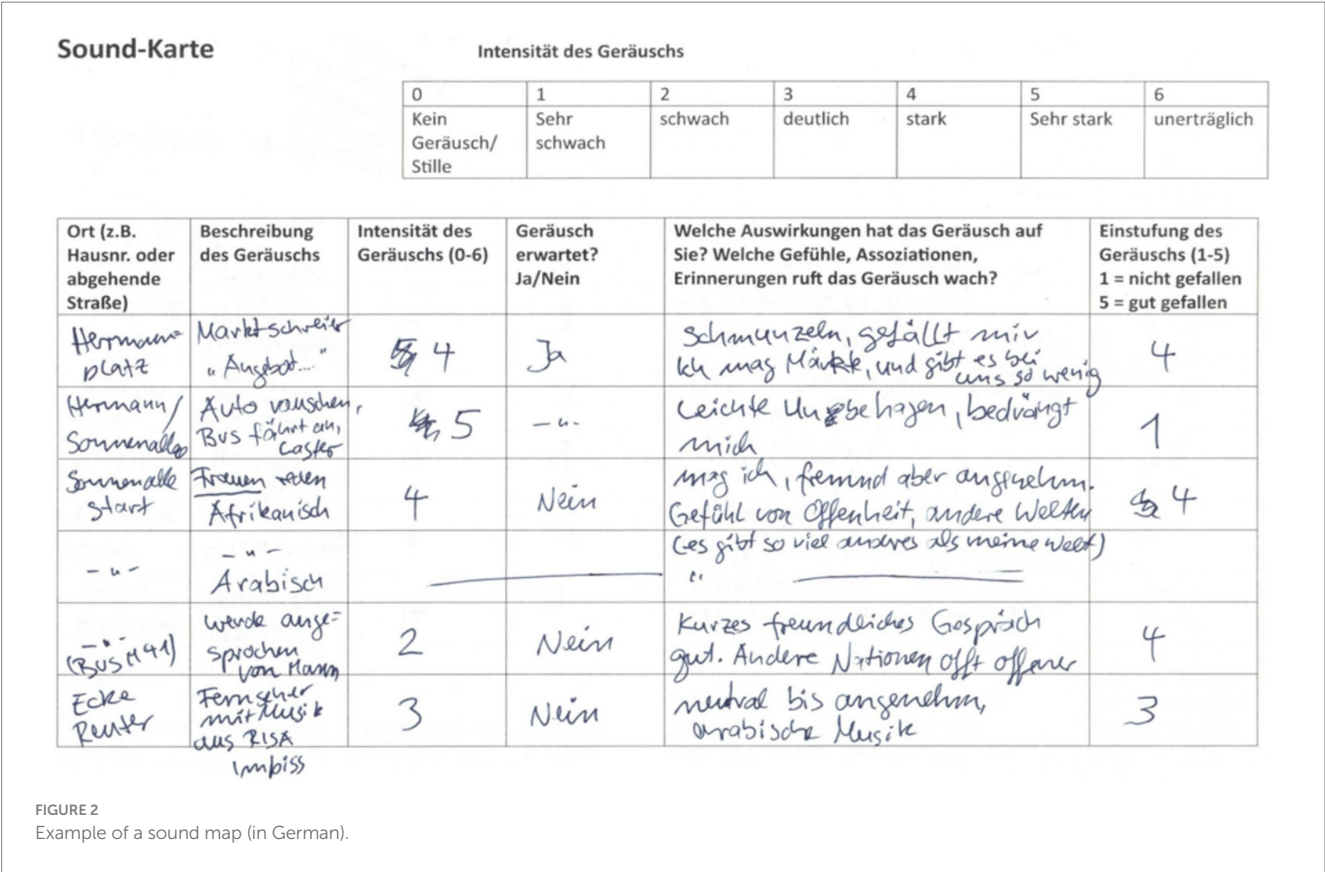 Sound-Karte
Intensität des Geräuschs
0 1 2 3 4 5 6
Kein Geräusch/ Stille
Sehr schwach
schwach
deutlich
stark
Sehr stark
unerträglich
Ort (z.B.
Hausnr. oder
abgehende
Straße)
Beschreibung
des Geräuschs
Intensität des
Geräuschs (0-6)
Geräusch
erwartet?
Ja/Nein
Welche Auswirkungen hat das Geräusch auf
Sie? Welche Gefühle, Assoziationen,
Erinnerungen ruft das Geräusch wach?
Einstufung des
Geräuschs (1-5)
1 = nicht gefallen
5 = gut gefallen
Hermann=
platz
Marktschreier
"Angebot..."
4
Ja
Schmunzeln, gefällt mir
Ich mag Märkte, und gibt es bei
uns so wenig
4
Hermann/
Sonnenallee
Auto rauschen,
Bus fährt an,
Laster
5
-"-
Leichte Unbehagen, bedrängt
mich
1
Sonnenalle
Start
Frauen reden
Afrikanisch
4
Nein
mag ich, fremnd aber angenehm.
Gefühl von Offenheit, andere Welten
(es gibt so viel anderes als meine Welt)
4
-"-
-"-
Arabisch
"
-"-
(Bus M41)
werde ange=
sprochen
von Mann
2
Nein
Kurzes freundliches Gespräch
gut. Andere Nationen offt offener
4
Ecke
Reuter
Fernseher
mit Musik
aus RISA
Imbiss
3
Nein
neutral bis angenehm,
arabische Musik
3
FIGURE 2
Example of a sound map (in German).